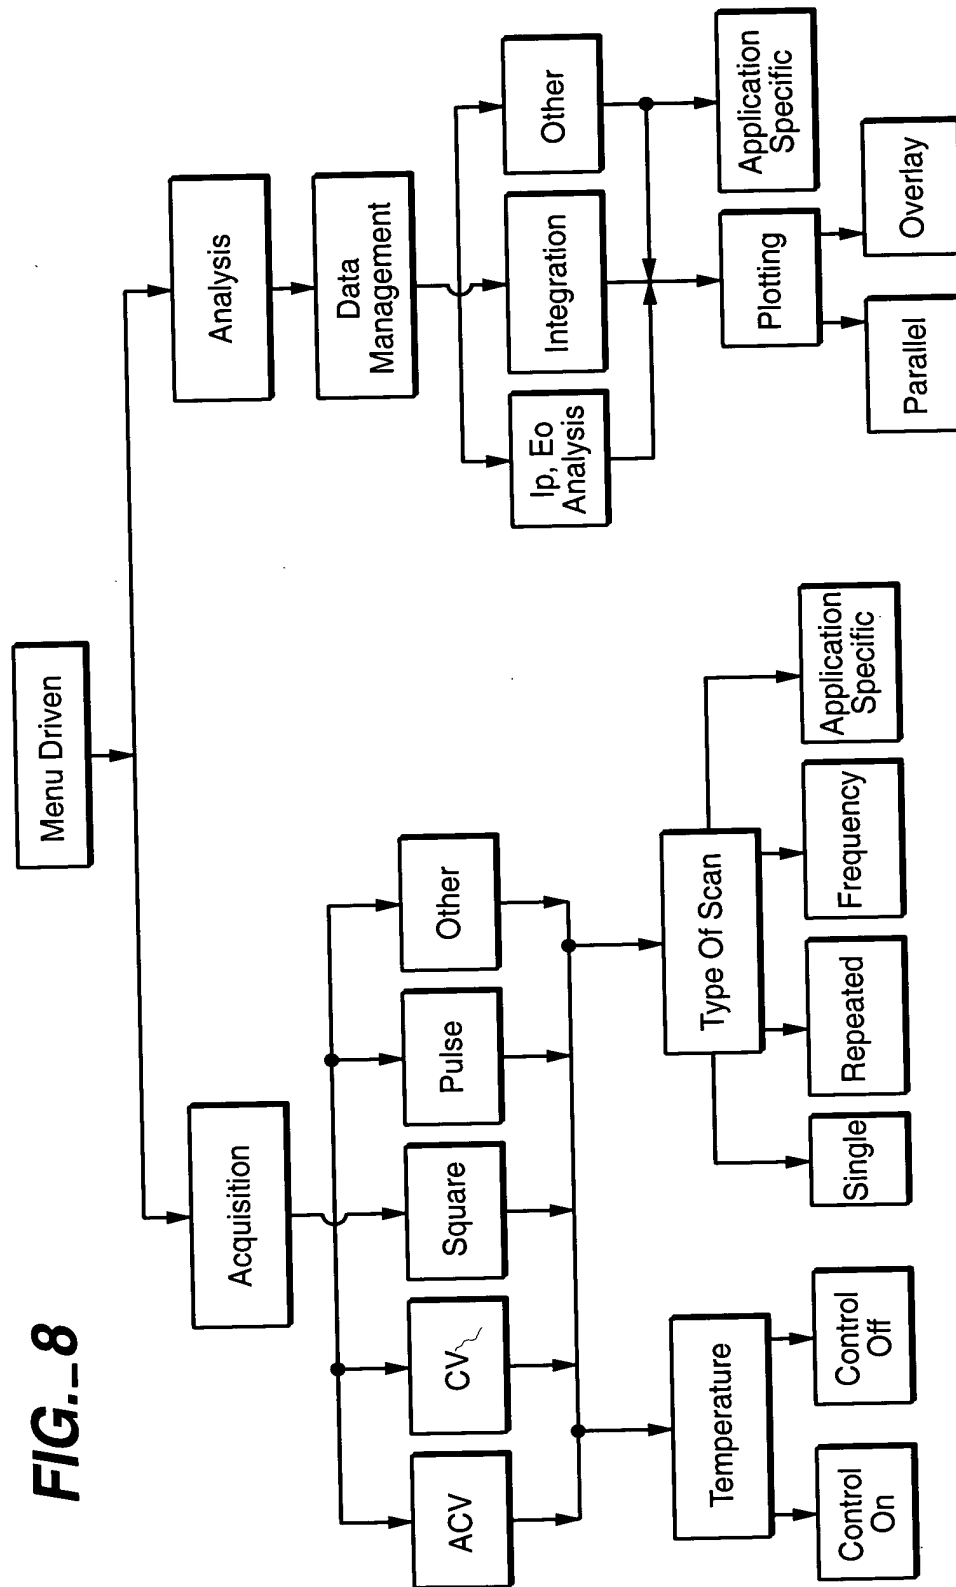 FIG._8
Menu Driven
Acquisition
Analysis
Data
Management
ACV
CV
Square
Pulse
Other
Ip, Eo
Analysis
Integration
Other
Temperature
Type Of Scan
Plotting
Application
Specific
Control
On
Control
Off
Single
Repeated
Frequency
Application
Specific
Parallel
Overlay